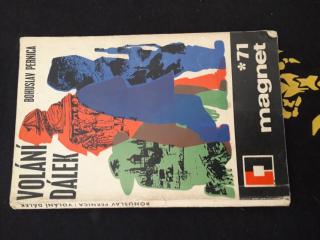 BOHUSLAV PERNICA
VOLÁNÍ
DÁLEK
*71
magnet
BOHUSLAV PERNICA : VOLÁNÍ DÁLEK